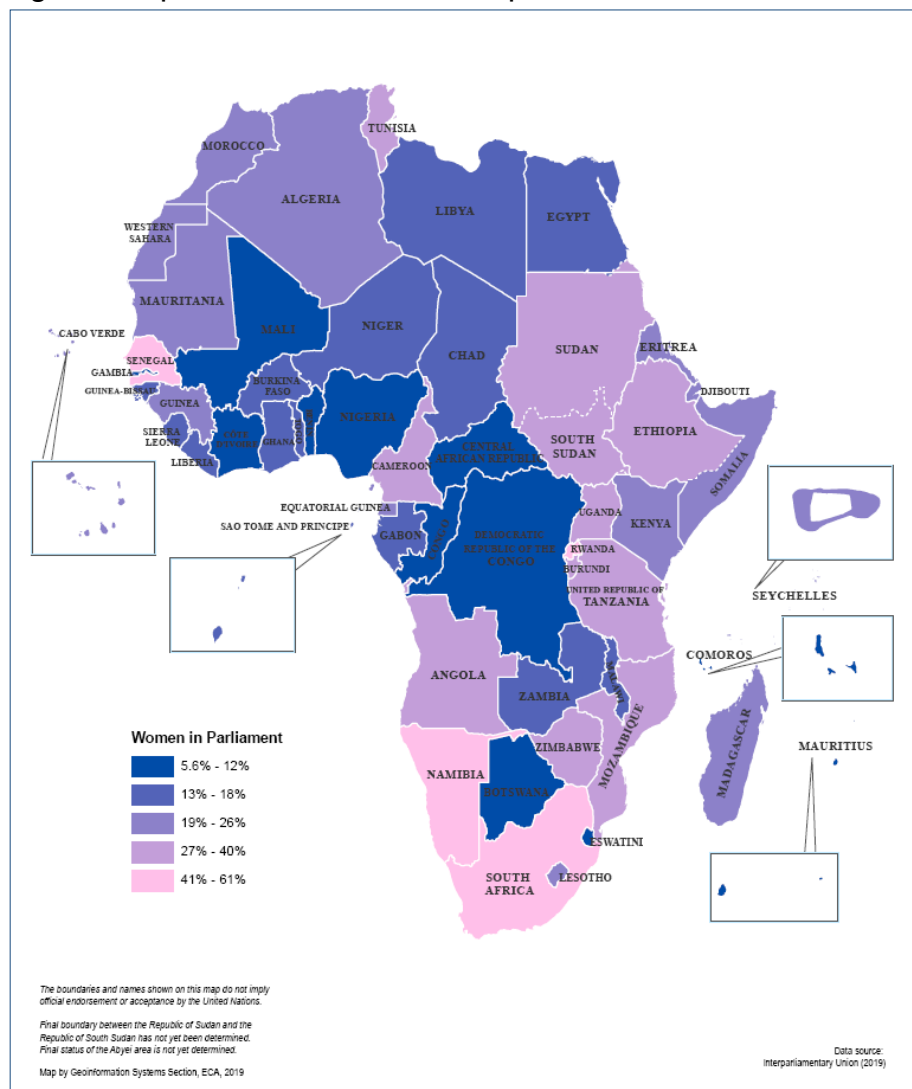 MOROCCO
TUNISIA
ALGERIA
LIBYA
EGYPT
WESTERN
SAHARA
MAURITANIA
MALI
NIGER
CHAD
SUDAN
ERITREA
CABO VERDE
SENEGAL
GAMBIA
GUINEA-BISSAU
GUINEA
BURKINA
FASO
NIGERIA
DJIBOUTI
ETHIOPIA
SOMALIA
SIERRA
LEONE
LIBERIA
CÔTE
D'IVOIRE
GHANA
TOGO
BENIN
CAMEROON
CENTRAL
AFRICAN REPUBLIC
SOUTH
SUDAN
EQUATORIAL GUINEA
SAO TOME AND PRINCIPE
GABON
CONGO
DEMOCRATIC
REPUBLIC OF THE
CONGO
UGANDA
KENYA
RWANDA
BURUNDI
UNITED REPUBLIC OF
TANZANIA
SEYCHELLES
COMOROS
ANGOLA
ZAMBIA
MALAWI
MOZAMBIQUE
ZIMBABWE
MADAGASCAR
MAURITIUS
NAMIBIA
BOTSWANA
ESWATINI
SOUTH
AFRICA
LESOTHO
Women in Parliament
5.6% - 12%
13% - 18%
19% - 26%
27% - 40%
41% - 61%
The boundaries and names shown on this map do not imply
official endorsement or acceptance by the United Nations.
Final boundary between the Republic of Sudan and the
Republic of South Sudan has not yet been determined.
Final status of the Abyei area is not yet determined.
Map by Geoinformation Systems Section, ECA, 2019
Data source:
Interparliamentary Union (2019)